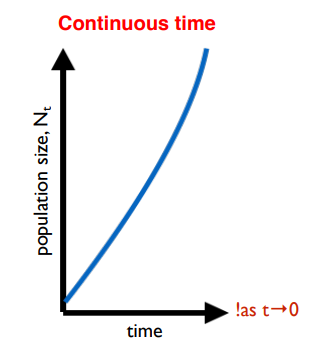 Continuous time
population size, Nₜ
!as t→0
time